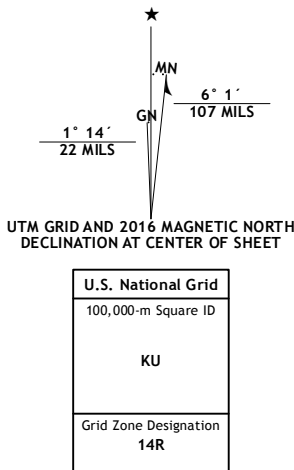 ★
MN
GN
6° 1´
107 MILS
1° 14´
22 MILS
UTM GRID AND 2016 MAGNETIC NORTH
DECLINATION AT CENTER OF SHEET
U.S. National Grid
100,000-m Square ID
KU
Grid Zone Designation
14R